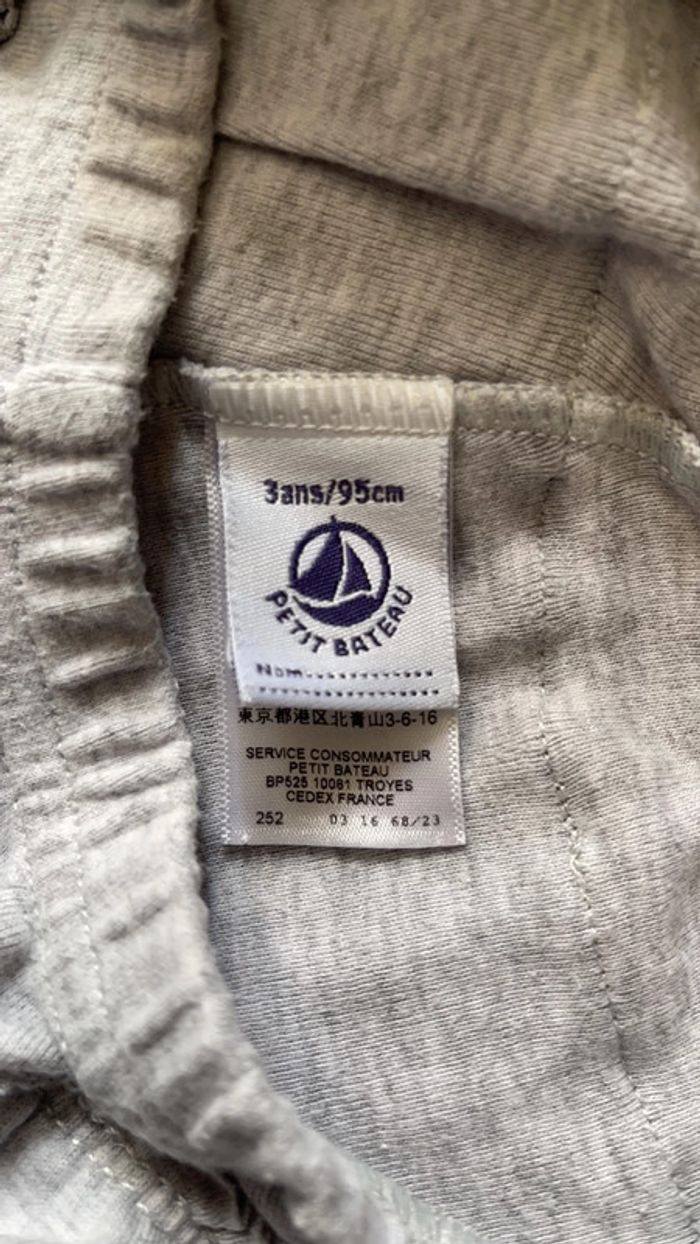 3ans/95cm
PETIT BATEAU
Nom
東京都港区北青山3-6-16
SERVICE CONSOMMATEUR
PETIT BATEAU
BP525 10081 TROYES
CEDEX FRANCE
252 03 16 68/23